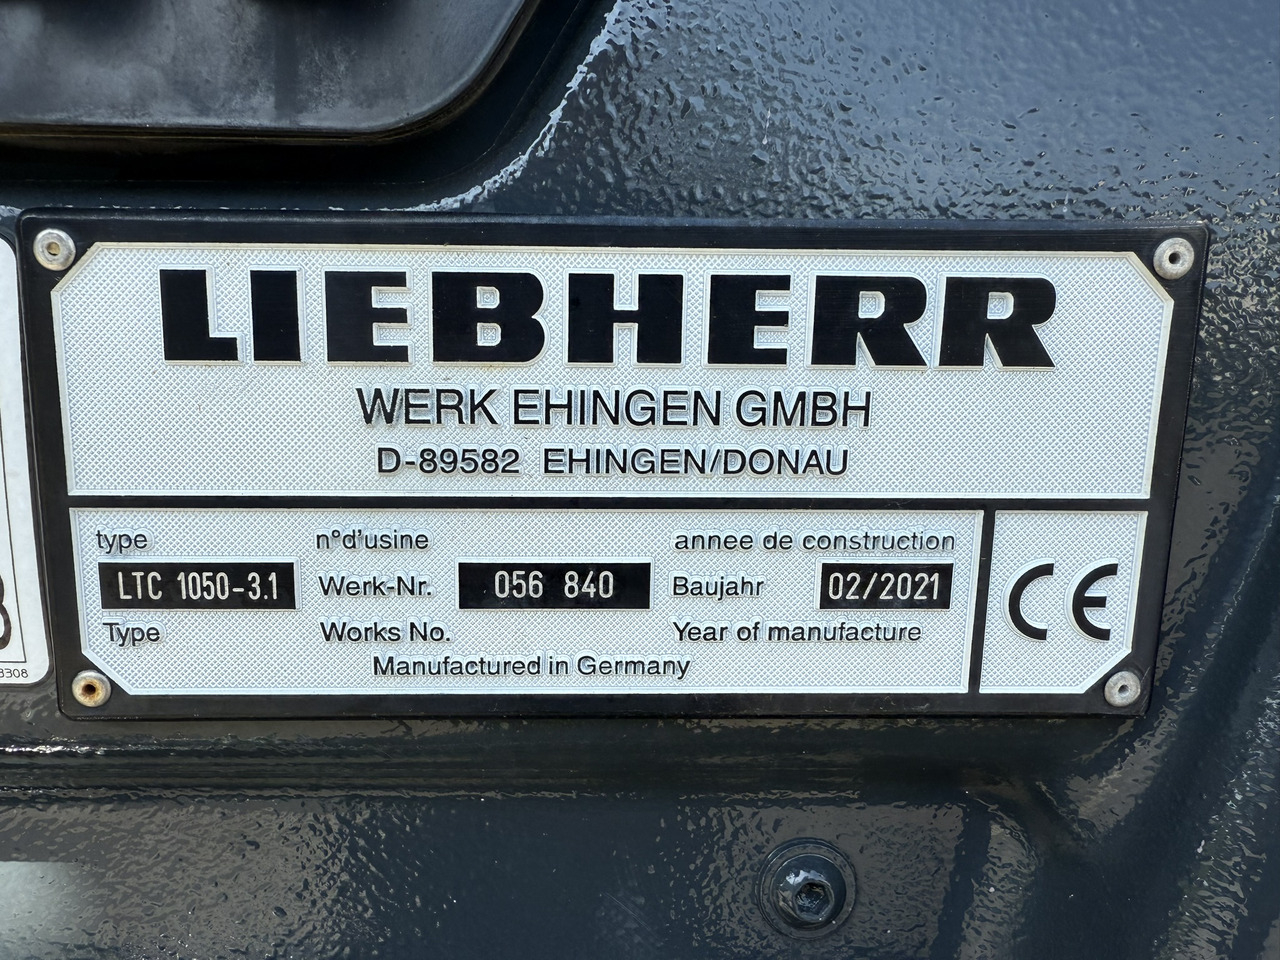 LIEBHERR
WERK EHINGEN GMBH
D-89582 EHINGEN/DONAU
type n°d'usine annee de construction
LTC 1050-3.1 Werk-Nr. 056 840 Baujahr 02/2021
Type Works No. Year of manufacture
Manufactured in Germany
CE
8308